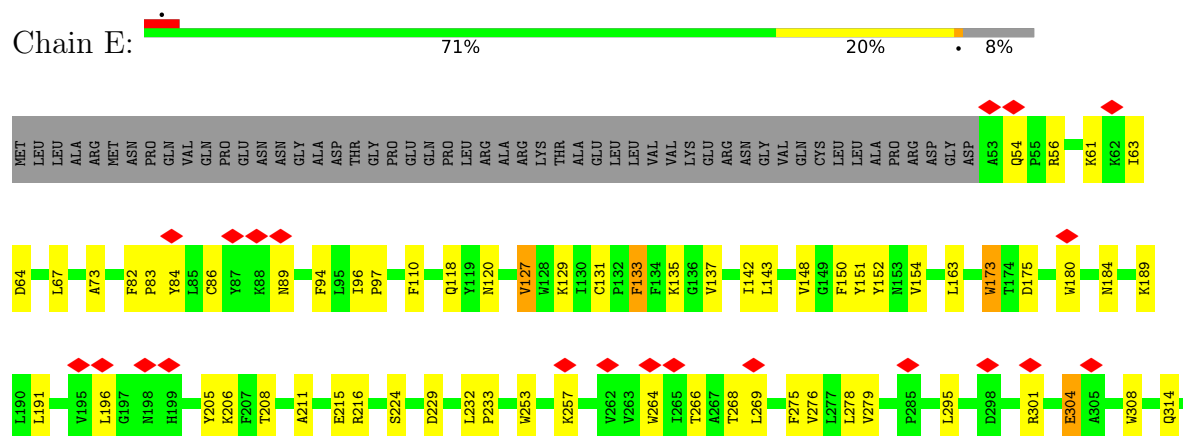 Chain E:
71% 20% 8%
MET LEU LEU ALA ARG MET ASN PRO GLN VAL GLN PRO GLU ASN ASN GLY ALA ASP THR GLY PRO GLU GLN PRO LEU ARG ALA ARG LYS THR ALA GLU LEU LEU VAL VAL LYS GLU ARG ASN GLY VAL GLN CYS LEU LEU ALA PRO ARG ASP GLY ASP A53 Q54 P55 R56 K61 K62 I63
D64 L67 A73 F82 P83 Y84 L85 C86 Y87 K88 N89 F94 L95 I96 P97 F110 Q118 Y119 N120 V127 W128 K129 I130 C131 P132 F133 F134 K135 G136 V137 I142 L143 V148 G149 F150 Y151 Y152 N153 V154 L163 W173 T174 D175 W180 N184 K189
L190 L191 V195 L196 G197 N198 H199 Y205 K206 F207 T208 A211 E215 R216 S224 D229 L232 P233 W253 K257 V262 V263 W264 I265 T266 A267 T268 L269 F275 V276 L277 L278 V279 P285 L295 D298 R301 E304 A305 W308 Q314